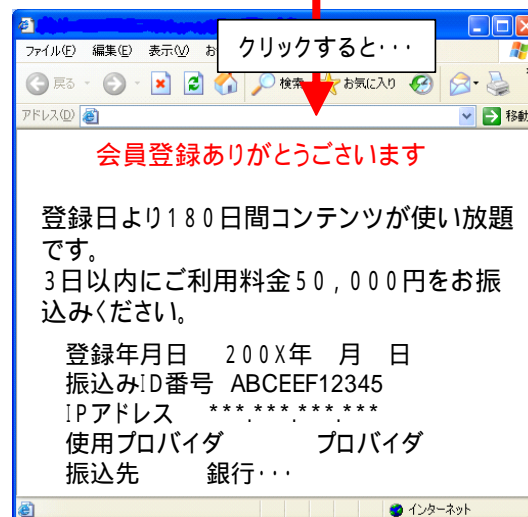 クリックすると・・・
ファイル(F) 編集(E) 表示(V) お
戻る 検索 お気に入り
アドレス(D) 移動
会員登録ありがとうごさいます
登録日より180日間コンテンツが使い放題
です。
3日以内にご利用料金50,000円をお振
込みください。
登録年月日 200X年 月 日
振込みID番号 ABCEEF12345
IPアドレス ***.***.***.***
使用プロバイダ プロバイダ
振込先 銀行・・・
インターネット